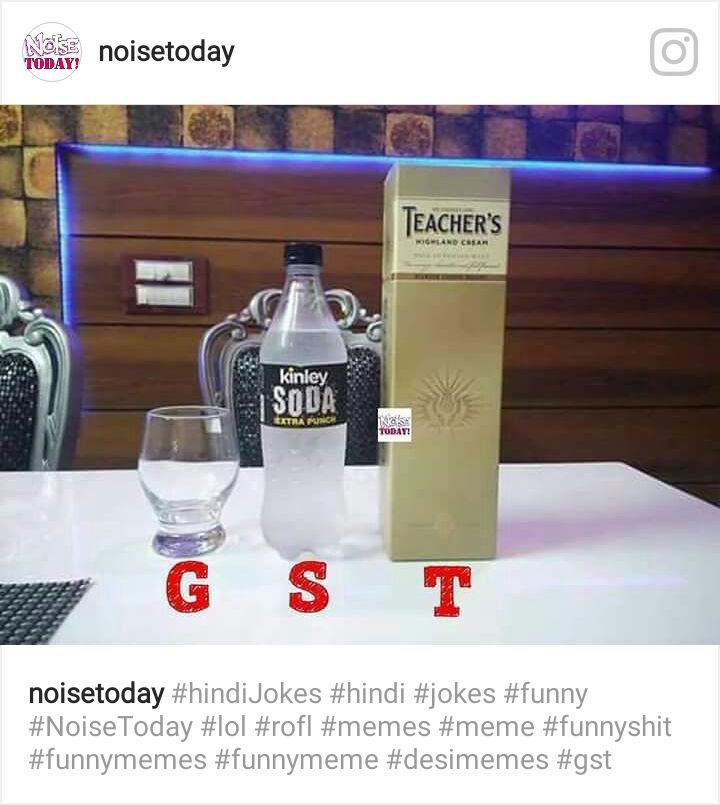 NOISE
TODAY!
noisetoday
TEACHER'S
HIGHLAND CREAM
kinley
SODA
EXTRA PUNCH
NOISE
TODAY!
G S T
noisetoday #hindiJokes #hindi #jokes #funny
#NoiseToday #lol #rofl #memes #meme #funnyshit
#funnymemes #funnymeme #desimemes #gst